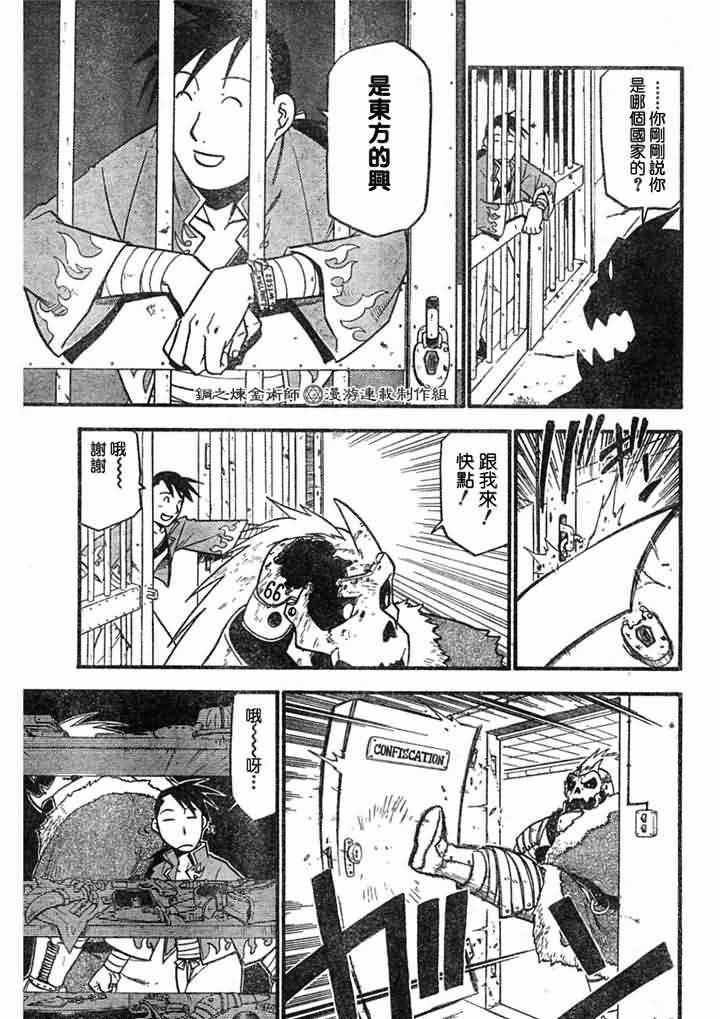 ……你剛剛說你
是哪個國家的？
是東方的興
鋼之煉金術師 漫游連載制作組
跟我來！
快點！
哦～～
謝謝
66
CONFISCATION
哦～～呀…
ガッ